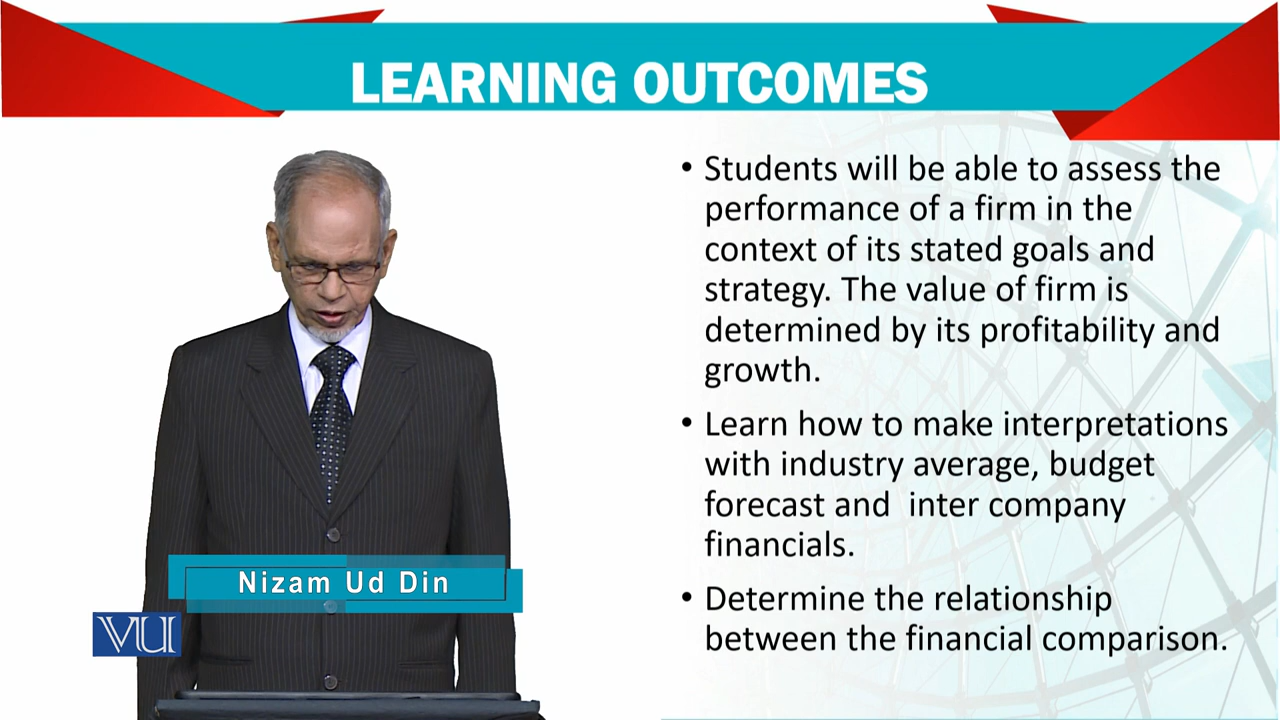 LEARNING OUTCOMES
• Students will be able to assess the
performance of a firm in the
context of its stated goals and
strategy. The value of firm is
determined by its profitability and
growth.
• Learn how to make interpretations
with industry average, budget
forecast and  inter company
financials.
• Determine the relationship
between the financial comparison.
Nizam Ud Din
VU